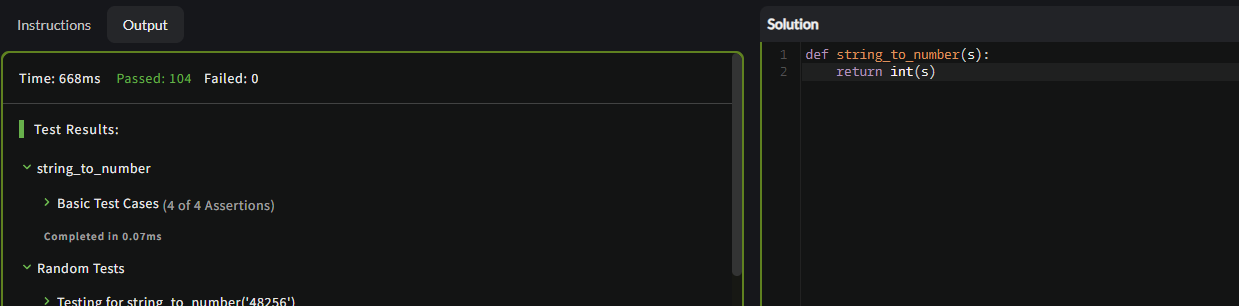 Instructions Output
Time: 668ms Passed: 104 Failed: 0
Test Results:
string_to_number
Basic Test Cases (4 of 4 Assertions)
Completed in 0.07ms
Random Tests
Testing for string_to_number('48256')
Solution
1 def string_to_number(s):
2 return int(s)